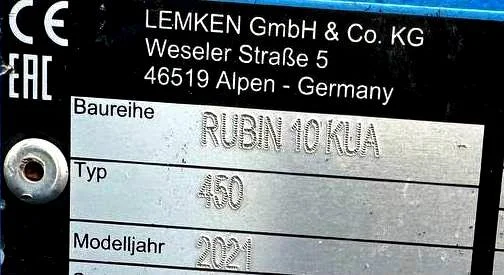 CE
LEMKEN GmbH & Co. KG
Weseler Straße 5
EAC
46519 Alpen - Germany
Baureihe
RUBIN 10 KUA
Typ
450
Modelljahr
2021